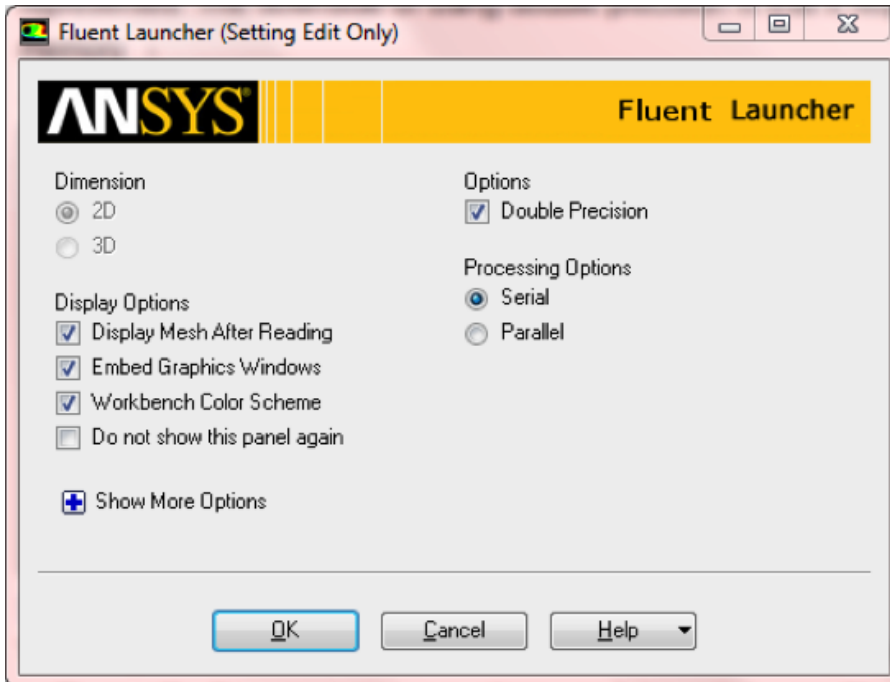 Fluent Launcher (Setting Edit Only)
ANSYS
Fluent Launcher
Dimension
2D
3D
Display Options
Display Mesh After Reading
Embed Graphics Windows
Workbench Color Scheme
Do not show this panel again
Show More Options
Options
Double Precision
Processing Options
Serial
Parallel
OK
Cancel
Help